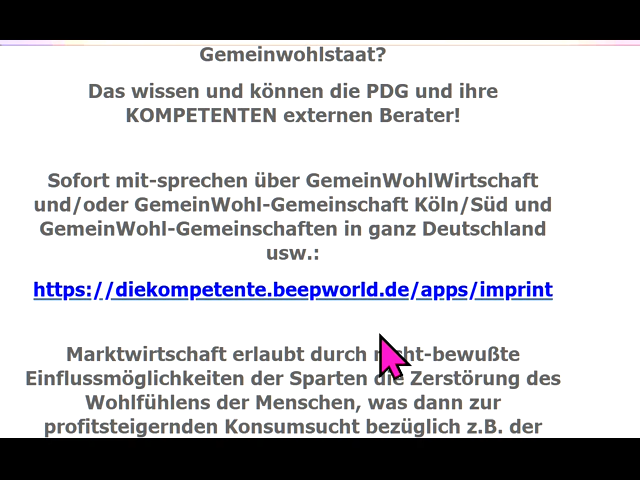 Gemeinwohlstaat?
Das wissen und können die PDG und ihre
KOMPETENTEN externen Berater!
Sofort mit-sprechen über GemeinWohlWirtschaft
und/oder GemeinWohl-Gemeinschaft Köln/Süd und
GemeinWohl-Gemeinschaften in ganz Deutschland
usw.:
https://diekompetente.beepworld.de/apps/imprint
Marktwirtschaft erlaubt durch nicht-bewußte
Einflussmöglichkeiten der Sparten die Zerstörung des
Wohlfühlens der Menschen, was dann zur
profitsteigernden Konsumsucht bezüglich z.B. der